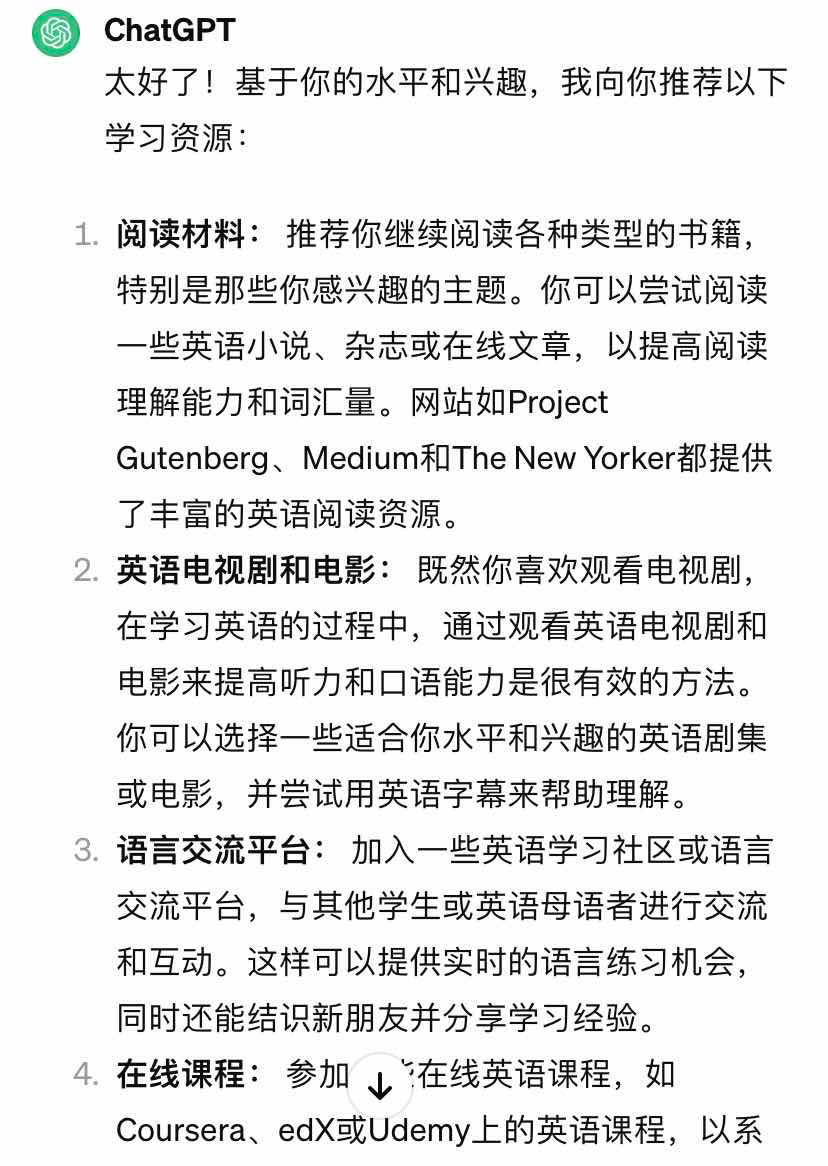 ChatGPT
太好了！基于你的水平和兴趣，我向你推荐以下
学习资源：
1. 阅读材料： 推荐你继续阅读各种类型的书籍，
特别是那些你感兴趣的主题。你可以尝试阅读
一些英语小说、杂志或在线文章，以提高阅读
理解能力和词汇量。网站如Project
Gutenberg、Medium和The New Yorker都提供
了丰富的英语阅读资源。
2. 英语电视剧和电影： 既然你喜欢观看电视剧，
在学习英语的过程中，通过观看英语电视剧和
电影来提高听力和口语能力是很有效的方法。
你可以选择一些适合你水平和兴趣的英语剧集
或电影，并尝试用英语字幕来帮助理解。
3. 语言交流平台： 加入一些英语学习社区或语言
交流平台，与其他学生或英语母语者进行交流
和互动。这样可以提供实时的语言练习机会，
同时还能结识新朋友并分享学习经验。
4. 在线课程： 参加在线英语课程，如
Coursera、edX或Udemy上的英语课程，以系